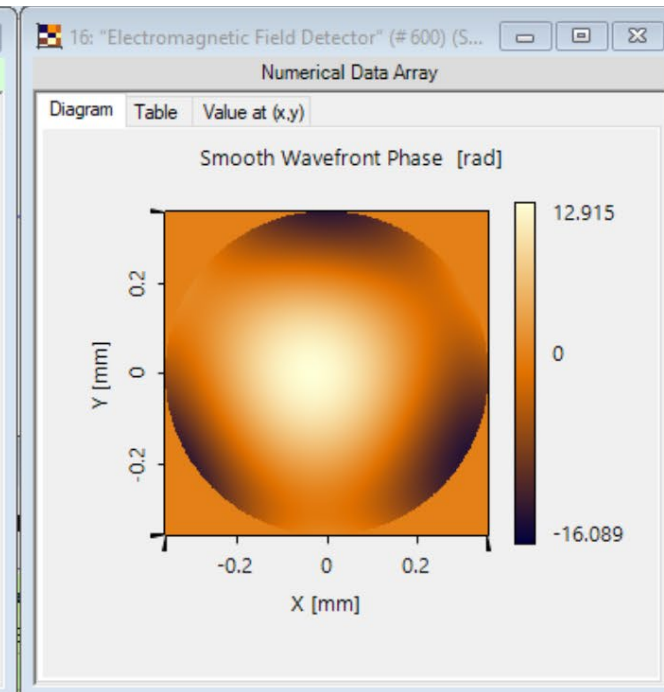 16: "Electromagnetic Field Detector" (# 600) (S...
Numerical Data Array
Diagram Table Value at (x,y)
Smooth Wavefront Phase [rad]
12.915
0.2
0
0
Y [mm]
-0.2
-16.089
-0.2 0 0.2
X [mm]